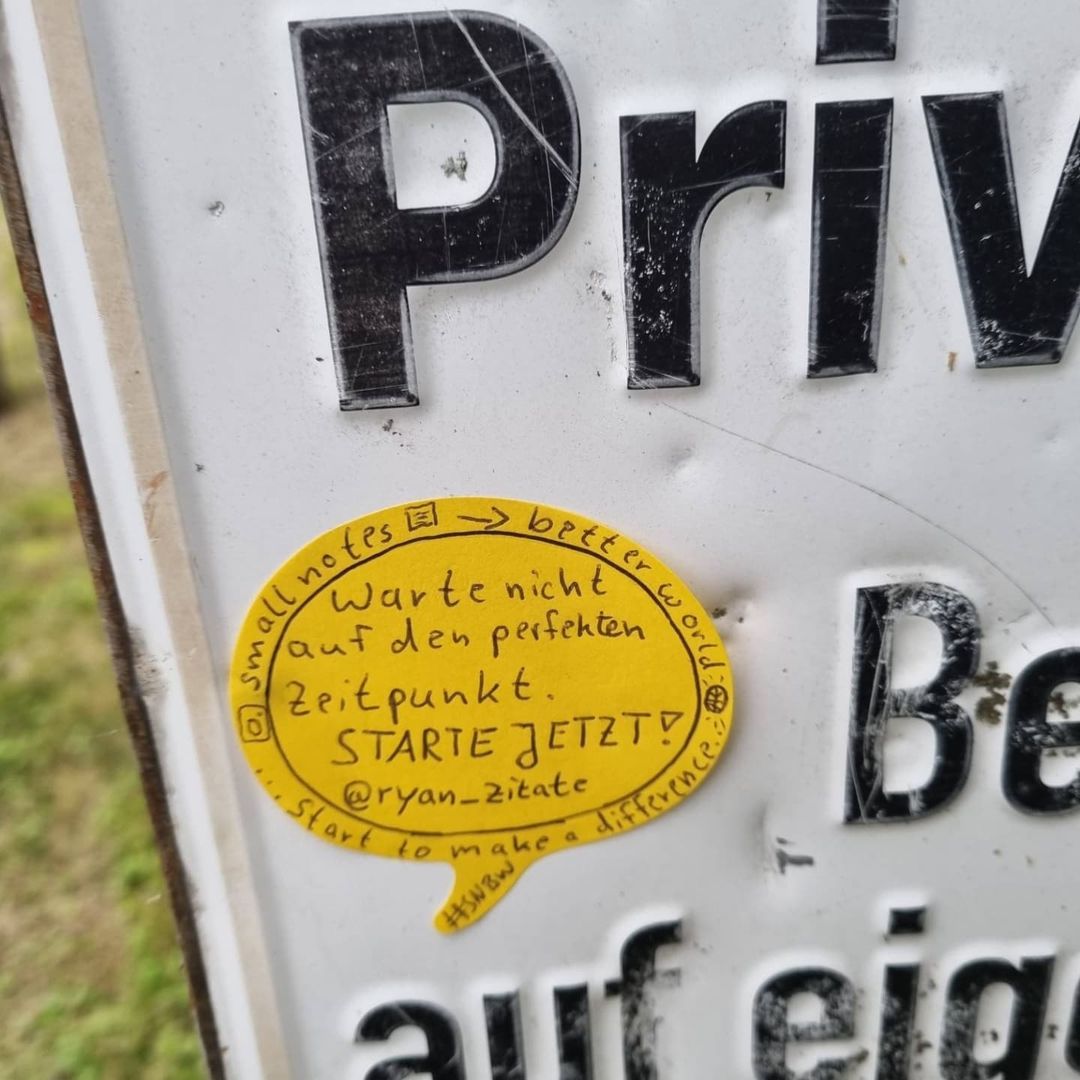 Priv
small notes → better world
Warte nicht
auf den perfekten
Zeitpunkt.
STARTE JETZT!
@ryan_zitate
... Start to make a difference...
#SNBW
Be
auf eige